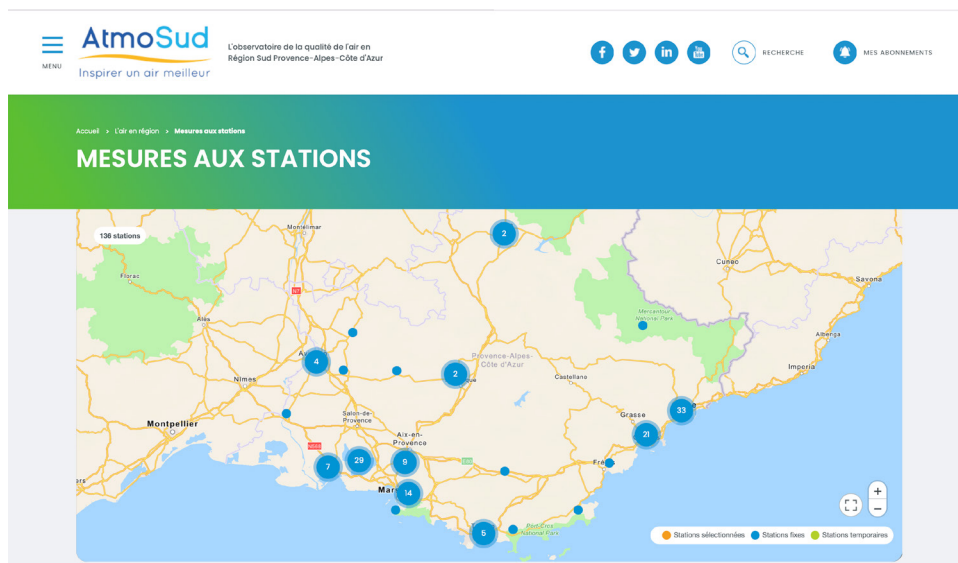 MENU
AtmoSud
Inspirer un air meilleur
L'observatoire de la qualité de l'air en
Région Sud Provence-Alpes-Côte d'Azur
f
in
You
RECHERCHE
MES ABONNEMENTS
Accueil > L'air en région > Mesures aux stations
MESURES AUX STATIONS
136 stations
Montélimar
2
Cuneo
Florac
Savona
N7
Mercantour
National Park
Alès
Albenga
4
Provence-Alpes-
Côte d'Azur
2
Imperia
Nîmes
Castellano
33
Salon-de-
Provence
Grasse
Montpellier
21
Aix-en-
Provence
7
29
9
14
5
Port-Cros
National Park
+
−
Stations sélectionnées
Stations fixes
Stations temporaires